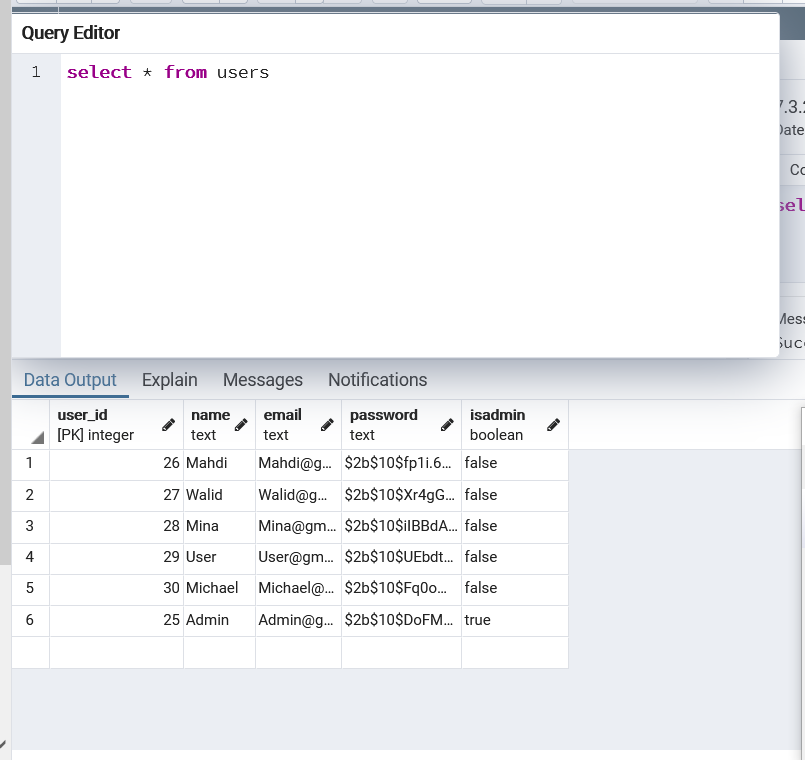 Query Editor
1 select * from users
7.3.
Date
Co
sel
Mess
Succ
Data Output Explain Messages Notifications
user_id name email password isadmin
[PK] integer text text text boolean
1 26 Mahdi Mahdi@g... $2b$10$fp1i.6... false
2 27 Walid Walid@g... $2b$10$Xr4gG... false
3 28 Mina Mina@gm... $2b$10$iIBBdA... false
4 29 User User@gm... $2b$10$UEbdt... false
5 30 Michael Michael@... $2b$10$Fq0o... false
6 25 Admin Admin@g... $2b$10$DoFM... true